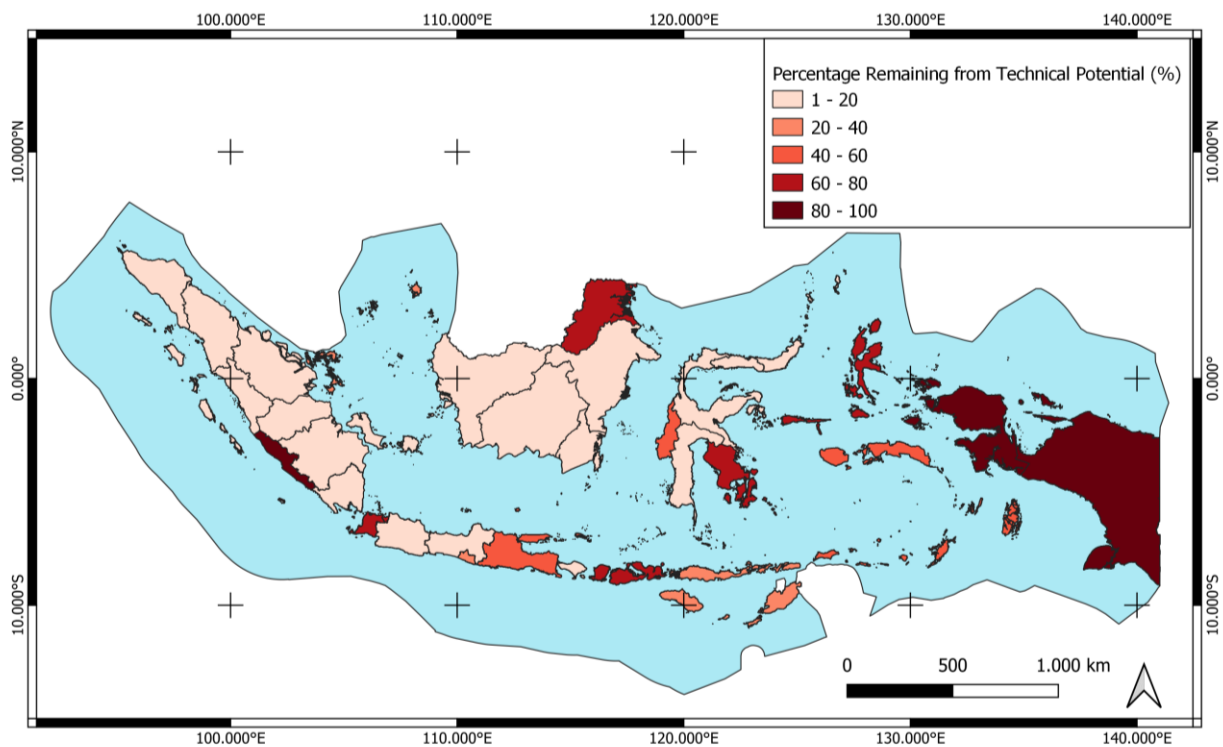 100.000°E 110.000°E 120.000°E 130.000°E 140.000°E
Percentage Remaining from Technical Potential (%)
1 - 20
20 - 40
40 - 60
60 - 80
80 - 100
10.000°N 10.000°N
0.000° 0.000°
10.000°S 10.000°S
0 500 1.000 km
100.000°E 110.000°E 120.000°E 130.000°E 140.000°E